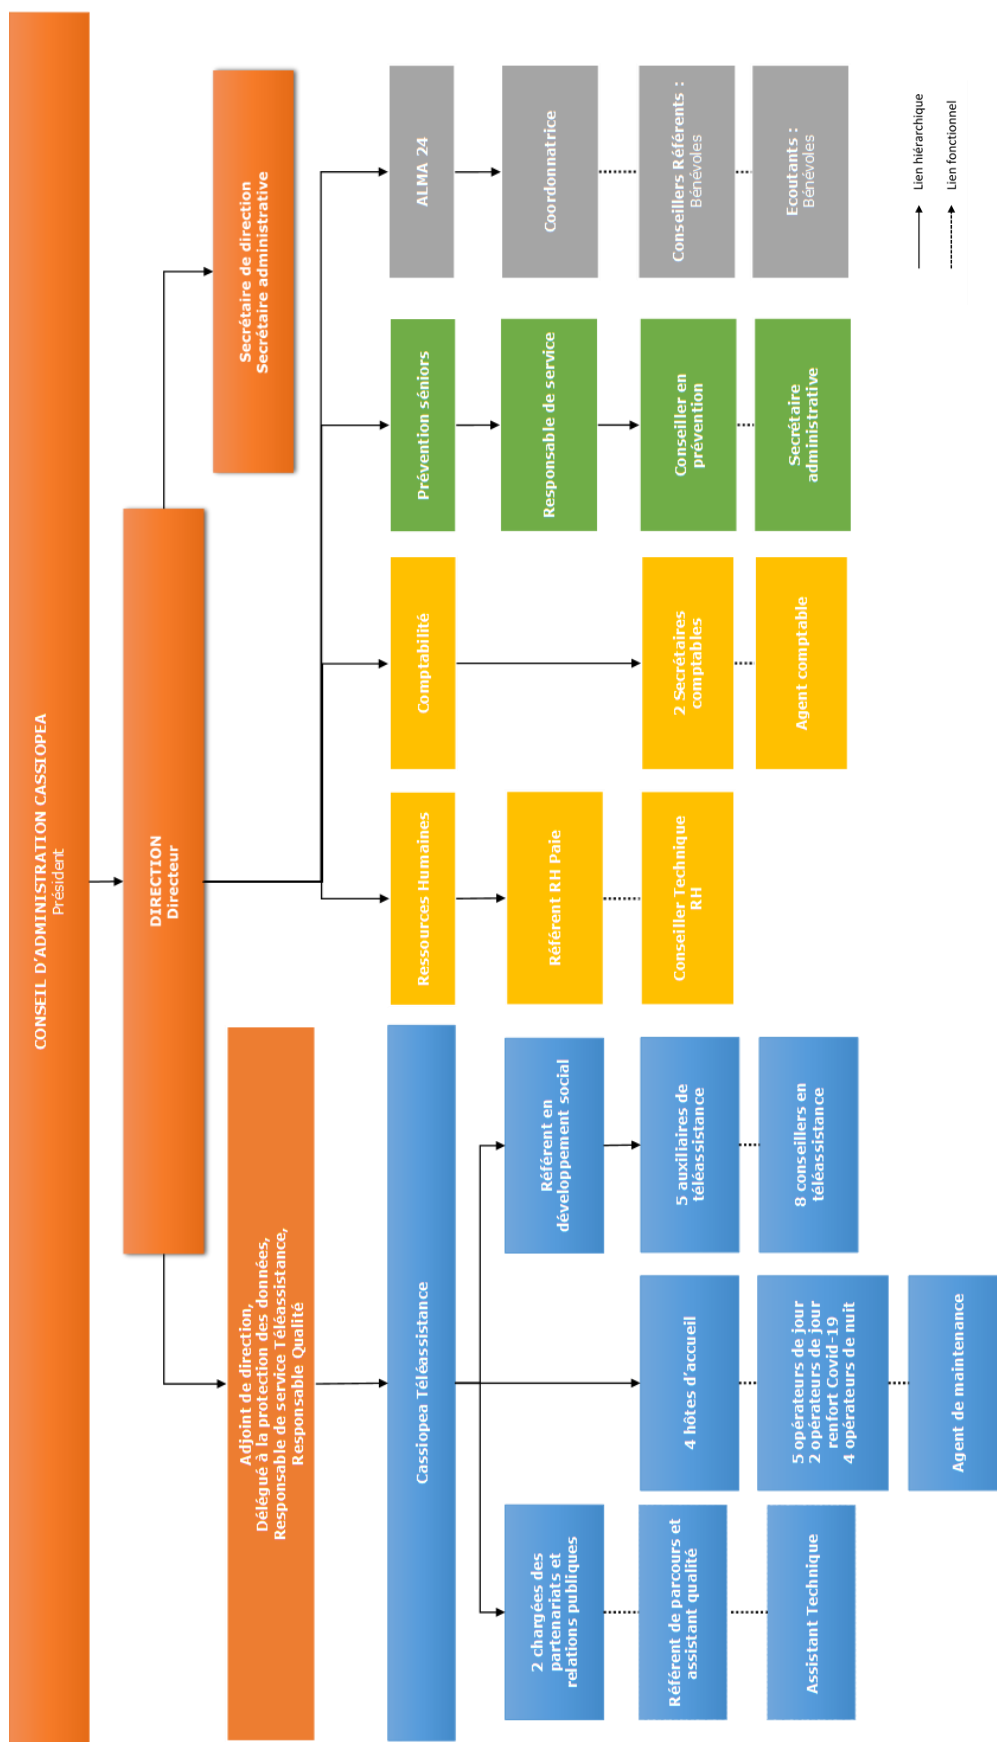 CONSEIL D’ADMINISTRATION CASSIOPEA
Président
DIRECTION
Directeur
Adjoint de direction,
Délégué à la protection des données,
Responsable de service Téléassistance,
Responsable Qualité
Secrétaire de direction
Secrétaire administrative
Cassiopea Téléassistance
Ressources Humaines
Comptabilité
Prévention séniors
ALMA 24
2 chargées des
partenariats et
relations publiques
Référent en
développement social
Référent RH Paie
Responsable de service
Coordonnatrice
Référent de parcours et
assistant qualité
4 hôtes d’accueil
5 auxiliaires de
téléassistance
Conseiller Technique
RH
2 Secrétaires
comptables
Conseiller en
prévention
Conseillers Référents :
Bénévoles
Assistant Technique
5 opérateurs de jour
2 opérateurs de jour
renfort Covid-19
4 opérateurs de nuit
8 conseillers en
téléassistance
Agent comptable
Secrétaire
administrative
Ecoutants :
Bénévoles
Agent de maintenance
Lien hiérarchique
Lien fonctionnel